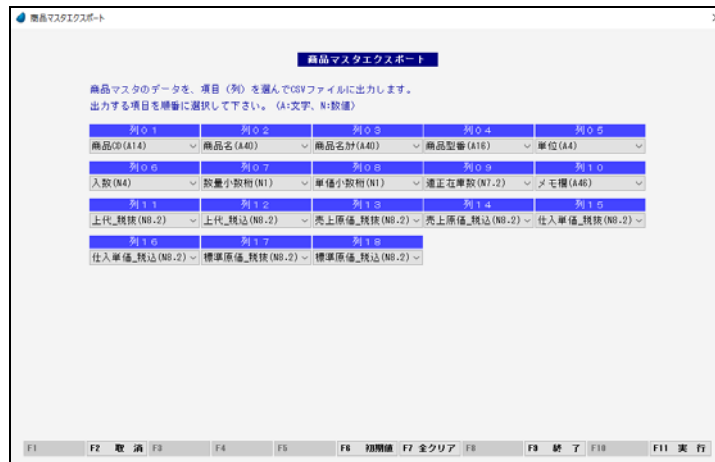 商品マスタエクスポート
商品マスタエクスポート
商品マスタのデータを、項目(列)を選んでCSVファイルに出力します。
出力する項目を順番に選択して下さい。(A:文字、N:数値)
列01 列02 列03 列04 列05
商品CD(A14) 商品名(A40) 商品名カナ(A40) 商品型番(A16) 単位(A4)
列06 列07 列08 列09 列10
入数(N4) 数量小数桁(N1) 単価小数桁(N1) 適正在庫数(N7.2) メモ欄(A46)
列11 列12 列13 列14 列15
上代_税抜(N8.2) 上代_税込(N8.2) 売上原価_税抜(N8.2) 売上原価_税込(N8.2) 仕入単価_税抜(N8.2)
列16 列17 列18
仕入単価_税込(N8.2) 標準原価_税抜(N8.2) 標準原価_税込(N8.2)
F1 F2 取 消 F3 F4 F5 F6 初期値 F7 全クリア F8 F9 終 了 F10 F11 実 行